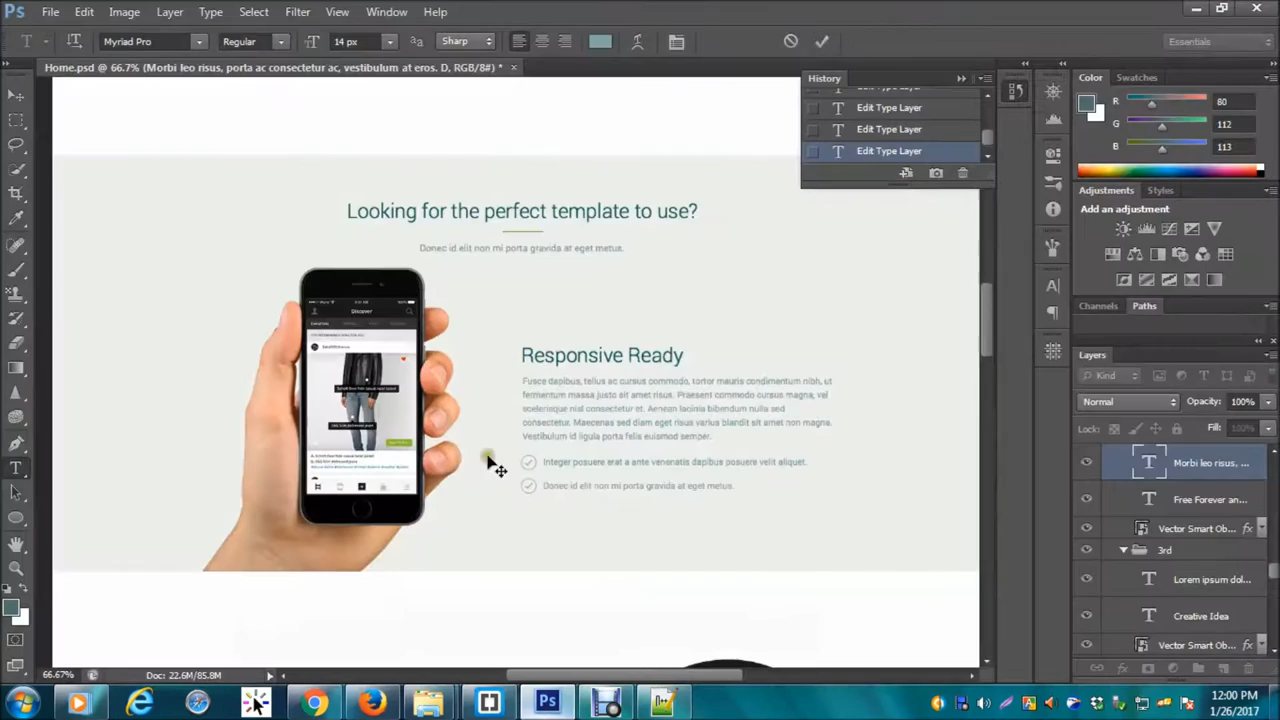 Ps File Edit Image Layer Type Select Filter View Window Help
T Myriad Pro Regular 14 px aa Sharp Essentials
Home.psd @ 66.7% (Morbi leo risus, porta ac consectetur ac, vestibulum at eros. D, RGB/8#) *
History
Edit Type Layer
Edit Type Layer
Edit Type Layer
Color Swatches
R 80
G 112
B 113
Adjustments Styles
Add an adjustment
Channels Paths
Layers
Kind
Normal Opacity:
Lock: Fill: 100%
Morbi leo risus, ...
Free Forever an...
Vector Smart Ob... fx
3rd
Lorem ipsum dol...
Creative Idea
Vector Smart Ob... fx
Looking for the perfect template to use?
Donec id elit non mi porta gravida at eget metus.
Discover
Responsive Ready
Fusce dapibus, tellus ac cursus commodo, tortor mauris condimentum nibh, ut
fermentum massa justo sit amet risus. Praesent commodo cursus magna, vel
scelerisque nisl consectetur et. Aenean lacinia bibendum nulla sed
consectetur. Maecenas sed diam eget risus varius blandit sit amet non magna.
Vestibulum id ligula porta felis euismod semper.
Integer posuere erat a ante venenatis dapibus posuere velit aliquet.
Donec id elit non mi porta gravida at eget metus.
66.67% Doc: 22.6M/85.8M
Ps
12:00 PM
1/26/2017